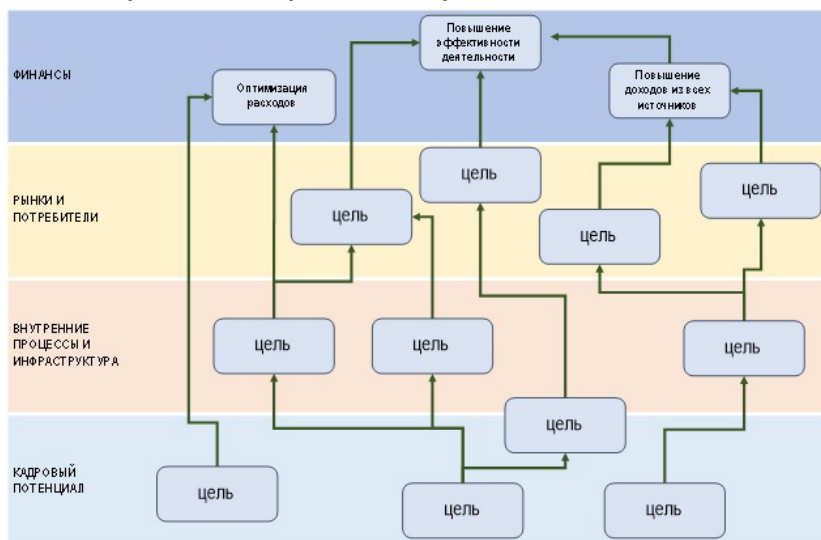 Повышение
эффективности
деятельности
ФИНАНСЫ
Оптимизация
расходов
Повышение
доходов из всех
источников
цель
цель
цель
цель
РЫНКИ И
ПОТРЕБИТЕЛИ
ВНУТРЕННИЕ
ПРОЦЕССЫ И
ИНФРАСТРУКТУРА
цель
цель
цель
цель
КАДРОВЫЙ
ПОТЕНЦИАЛ
цель
цель
цель